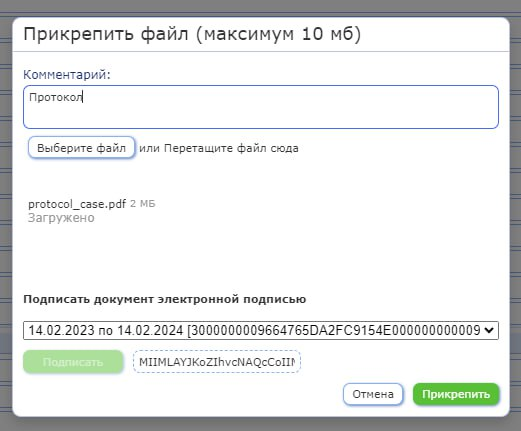 Прикрепить файл (максимум 10 мб)
Комментарий:
Протокол
Выберите файл или Перетащите файл сюда
protocol_case.pdf 2 МБ
Загружено
Подписать документ электронной подписью
14.02.2023 по 14.02.2024 [3000000009664765DA2FC9154E000000000009
Подписать MIIMLAYJKoZIhvcNAQcCoIIM
Отмена Прикрепить